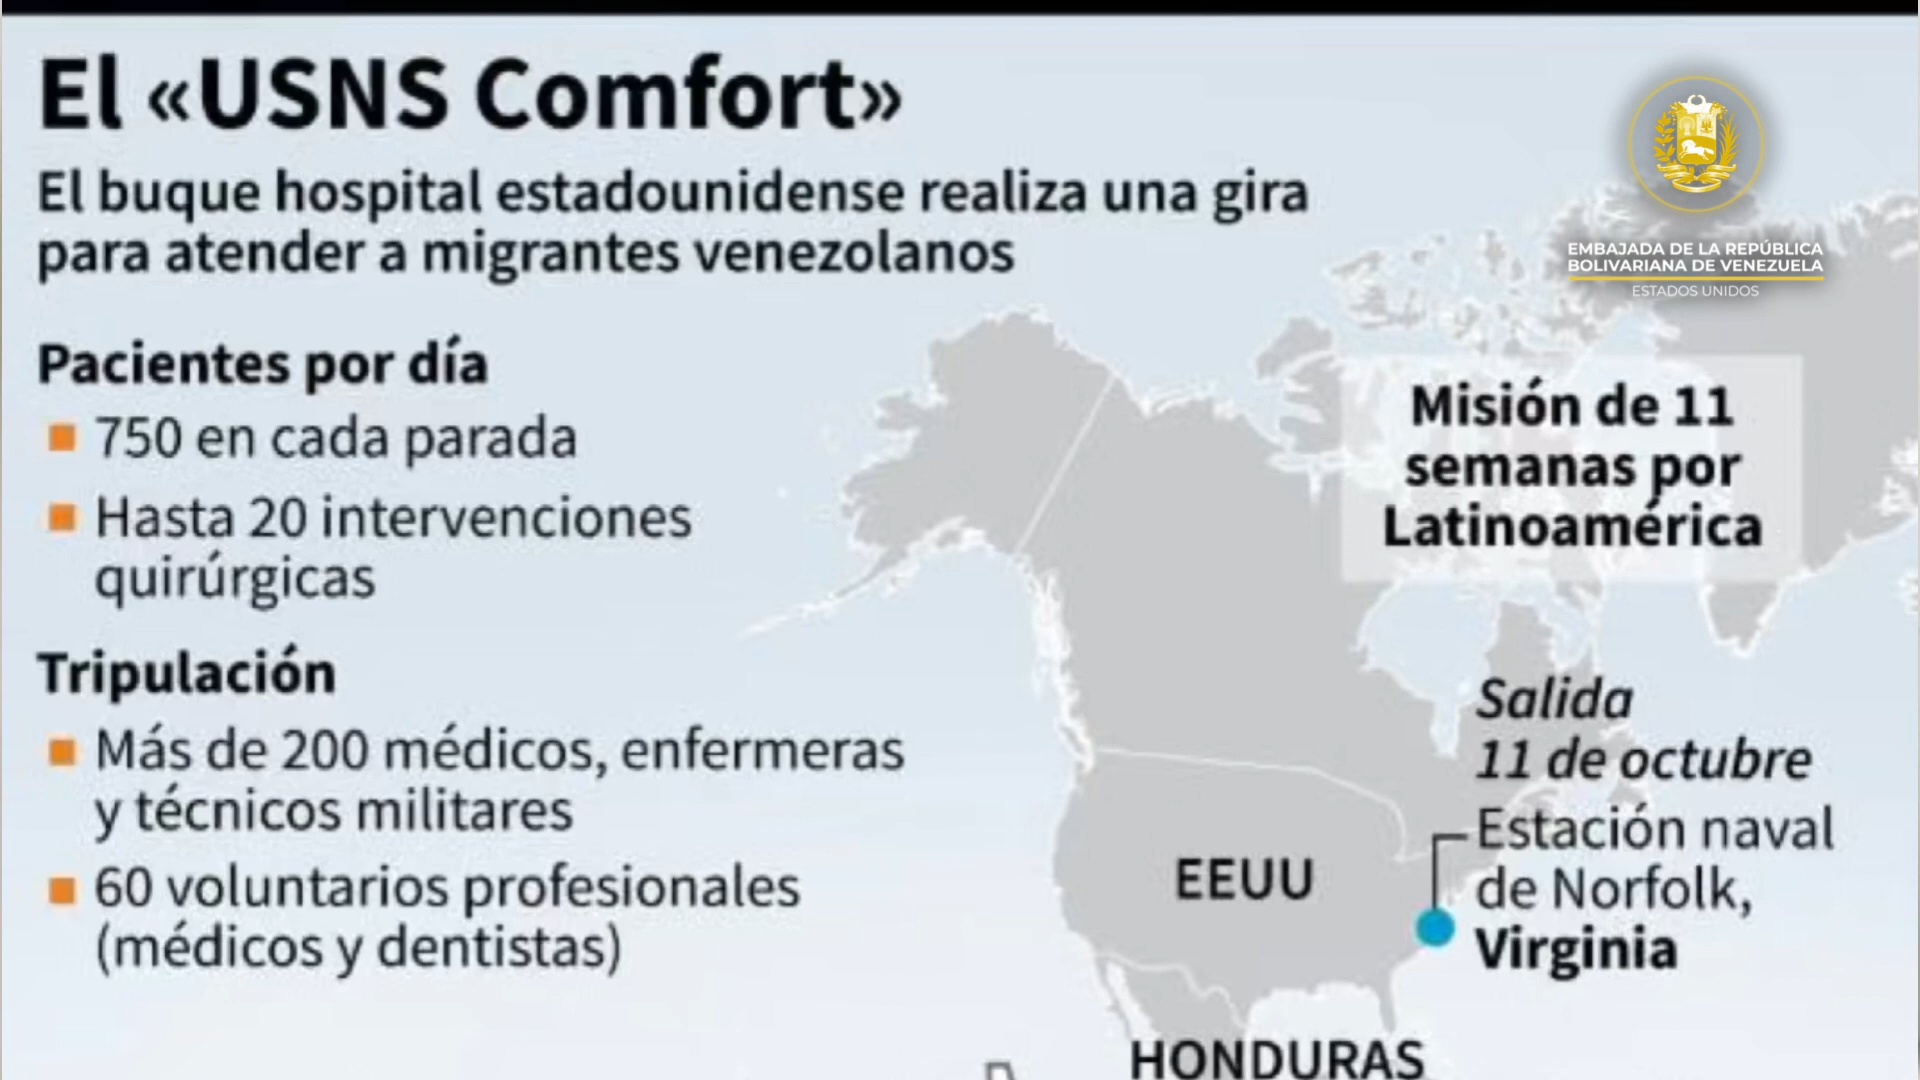 El «USNS Comfort»
El buque hospital estadounidense realiza una gira
para atender a migrantes venezolanos
EMBAJADA DE LA REPÚBLICA
BOLIVARIANA DE VENEZUELA
ESTADOS UNIDOS
Pacientes por día
750 en cada parada
Hasta 20 intervenciones
quirúrgicas
Tripulación
Más de 200 médicos, enfermeras
y técnicos militares
60 voluntarios profesionales
(médicos y dentistas)
Misión de 11
semanas por
Latinoamérica
Salida
11 de octubre
Estación naval
de Norfolk,
Virginia
EEUU
HONDURAS